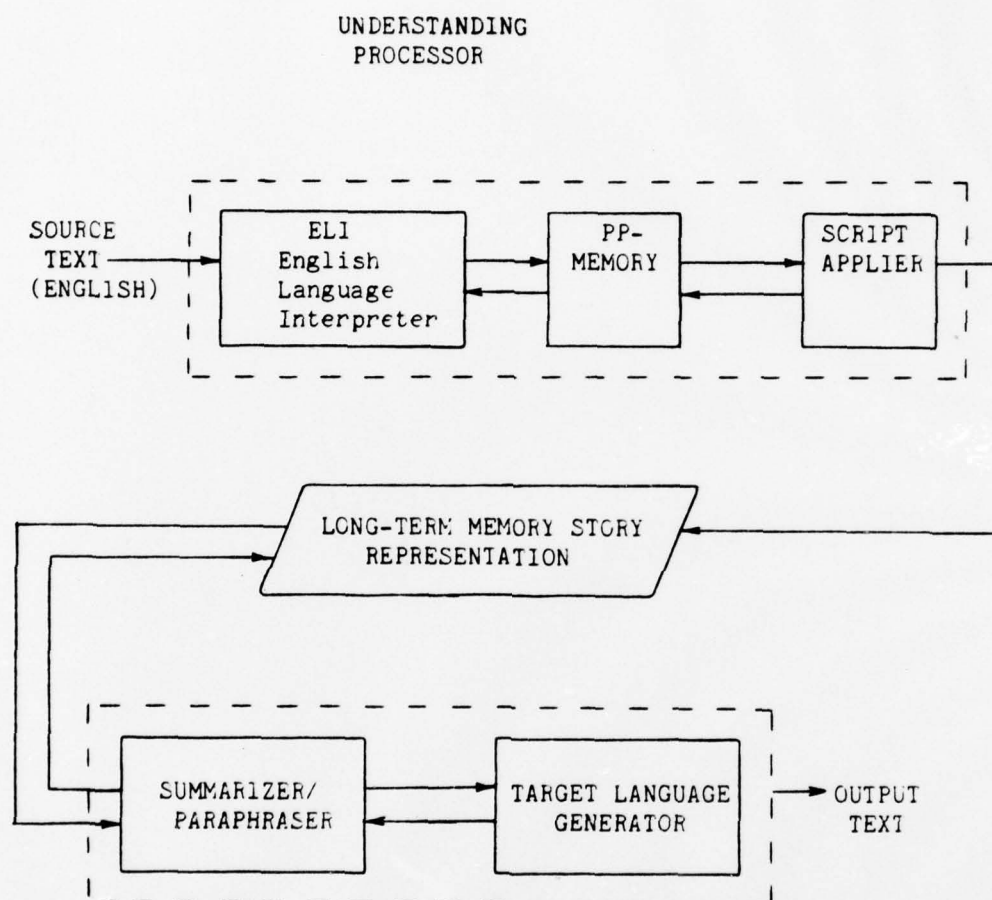 UNDERSTANDING
PROCESSOR
SOURCE
TEXT
(ENGLISH)
ELI
English
Language
Interpreter
PP-
MEMORY
SCRIPT
APPLIER
LONG-TERM MEMORY STORY
REPRESENTATION
SUMMARIZER/
PARAPHRASER
TARGET LANGUAGE
GENERATOR
OUTPUT
TEXT